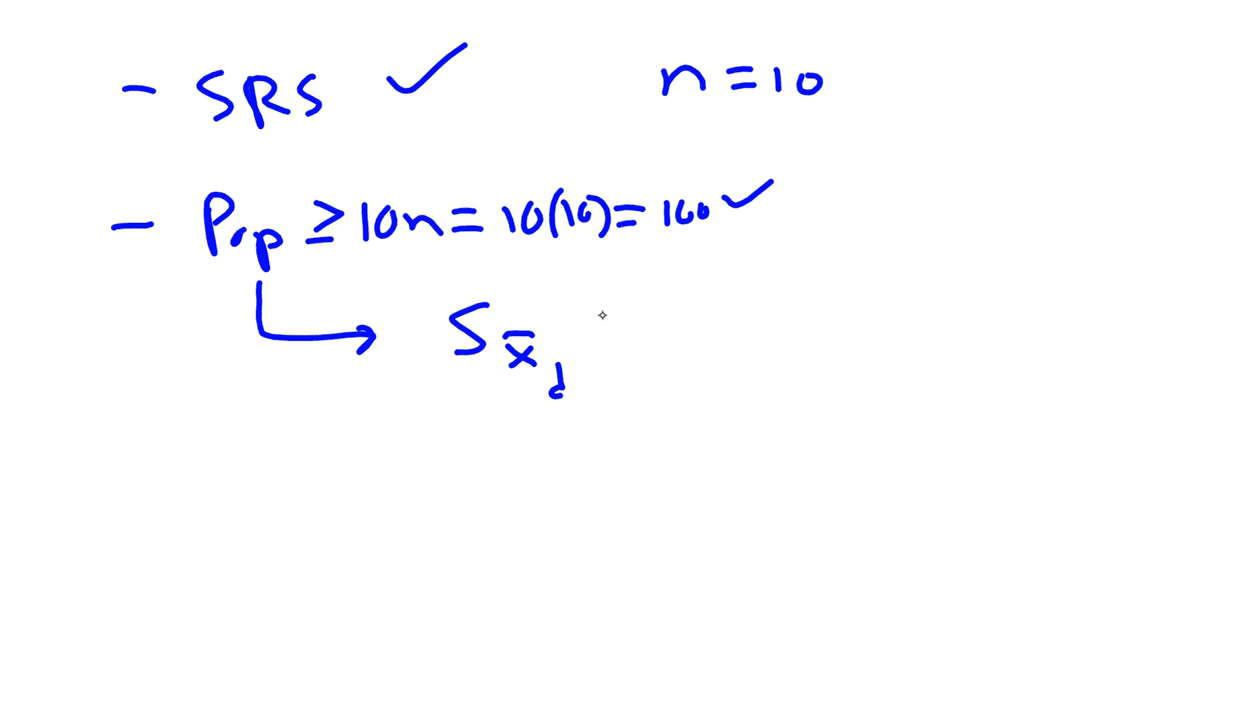 - SRS ✓ n = 10
- Pop ≥ 10n = 10(10) = 100 ✓
↳ S x̄ d